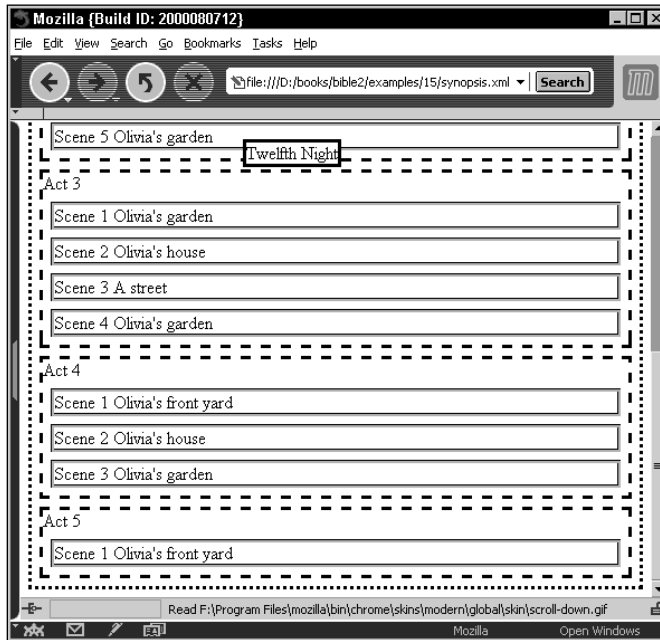 Mozilla {Build ID: 2000080712}
File Edit View Search Go Bookmarks Tasks Help
file:///D:/books/bible2/examples/15/synopsis.xml Search
Scene 5 Olivia's garden
Twelfth Night
Act 3
Scene 1 Olivia's garden
Scene 2 Olivia's house
Scene 3 A street
Scene 4 Olivia's garden
Act 4
Scene 1 Olivia's front yard
Scene 2 Olivia's house
Scene 3 Olivia's garden
Act 5
Scene 1 Olivia's front yard
Read F:\Program Files\mozilla\bin\chrome\skins\modern\global\skin\scroll-down.gif
Mozilla Open Windows